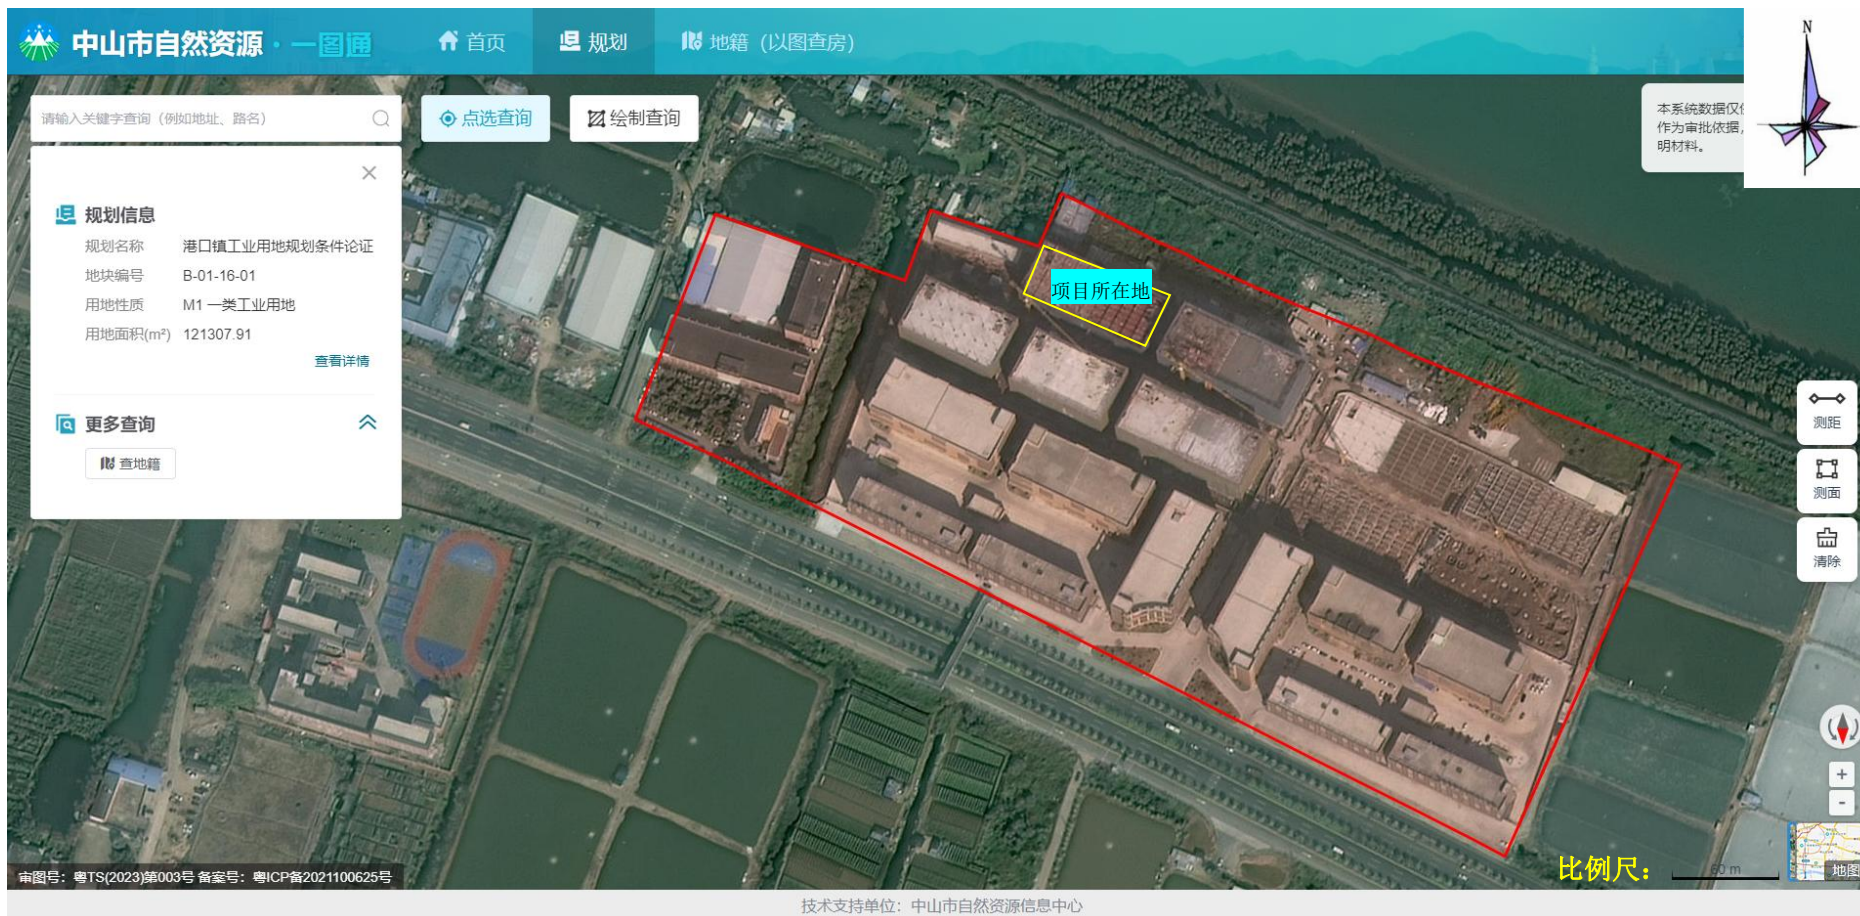 中山市自然资源·一图通
首页
规划
地籍（以图查房）
N
请输入关键字查询（例如地址、路名）
点选查询
绘制查询
本系统数据仅
作为审批依据，
明材料。
规划信息
规划名称 港口镇工业用地规划条件论证
地块编号 B-01-16-01
用地性质 M1 一类工业用地
用地面积(m²) 121307.91
查看详情
更多查询
查地籍
项目所在地
测距
测面
清除
+
-
比例尺：
60 m
地图
审图号：粤TS(2023)第003号 备案号：粤ICP备2021100625号
技术支持单位：中山市自然资源信息中心